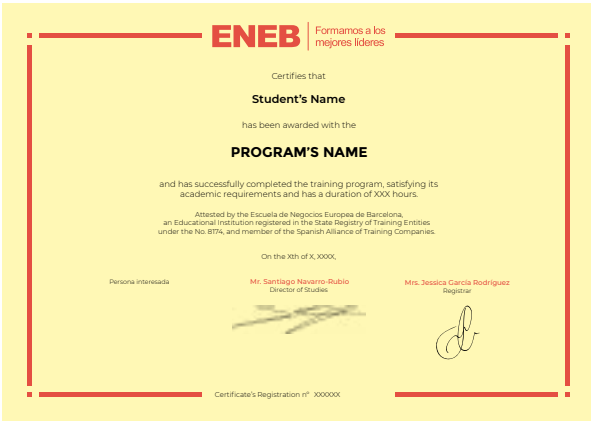 ENEB
Formamos a los
mejores líderes
Certifies that
Student's Name
has been awarded with the
PROGRAM'S NAME
and has successfully completed the training program, satisfying its
academic requirements and has a duration of XXX hours.
Attested by the Escuela de Negocios Europea de Barcelona,
an Educational Institution registered in the State Registry of Training Entities
under the No. 8174, and member of the Spanish Alliance of Training Companies.
On the Xth of X, XXXX,
Persona interesada
Mr. Santiago Navarro-Rubio
Director of Studies
Mrs. Jessica García Rodríguez
Registrar
Certificate's Registration nº XXXXXX